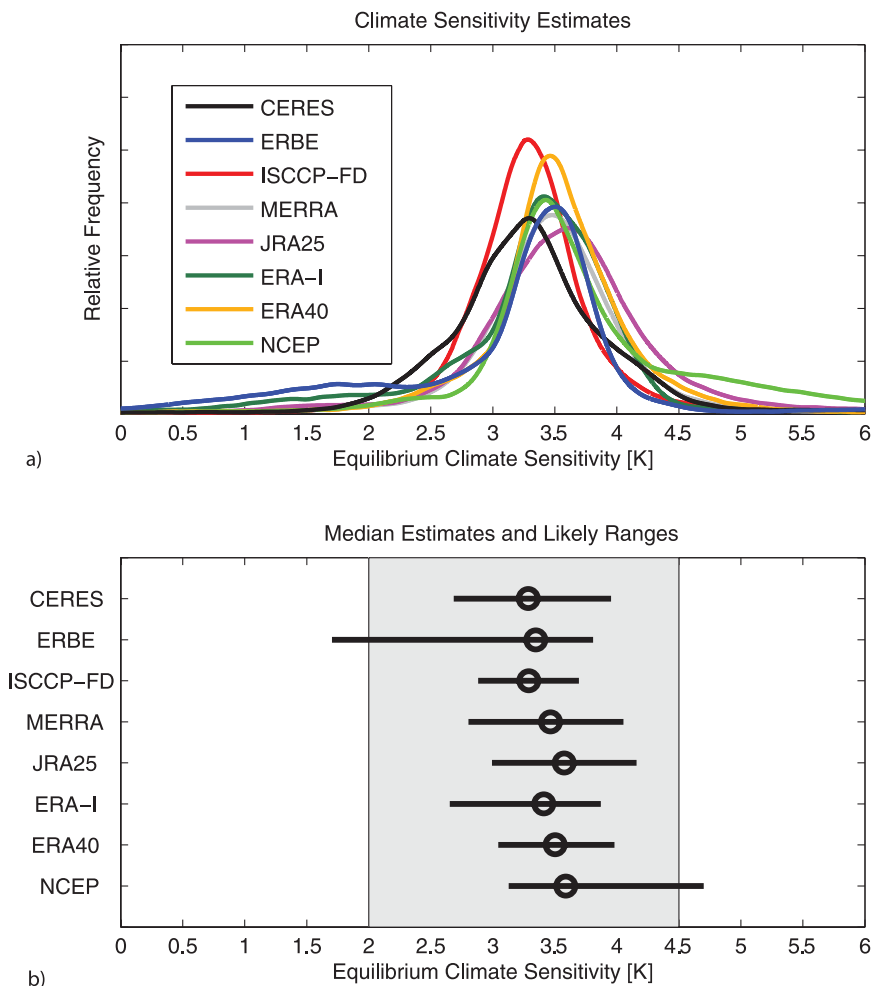 Climate Sensitivity Estimates
Relative Frequency
CERES
ERBE
ISCCP-FD
MERRA
JRA25
ERA-I
ERA40
NCEP
0 0.5 1 1.5 2 2.5 3 3.5 4 4.5 5 5.5 6
a) Equilibrium Climate Sensitivity [K]
Median Estimates and Likely Ranges
CERES
ERBE
ISCCP-FD
MERRA
JRA25
ERA-I
ERA40
NCEP
0 0.5 1 1.5 2 2.5 3 3.5 4 4.5 5 5.5 6
b) Equilibrium Climate Sensitivity [K]